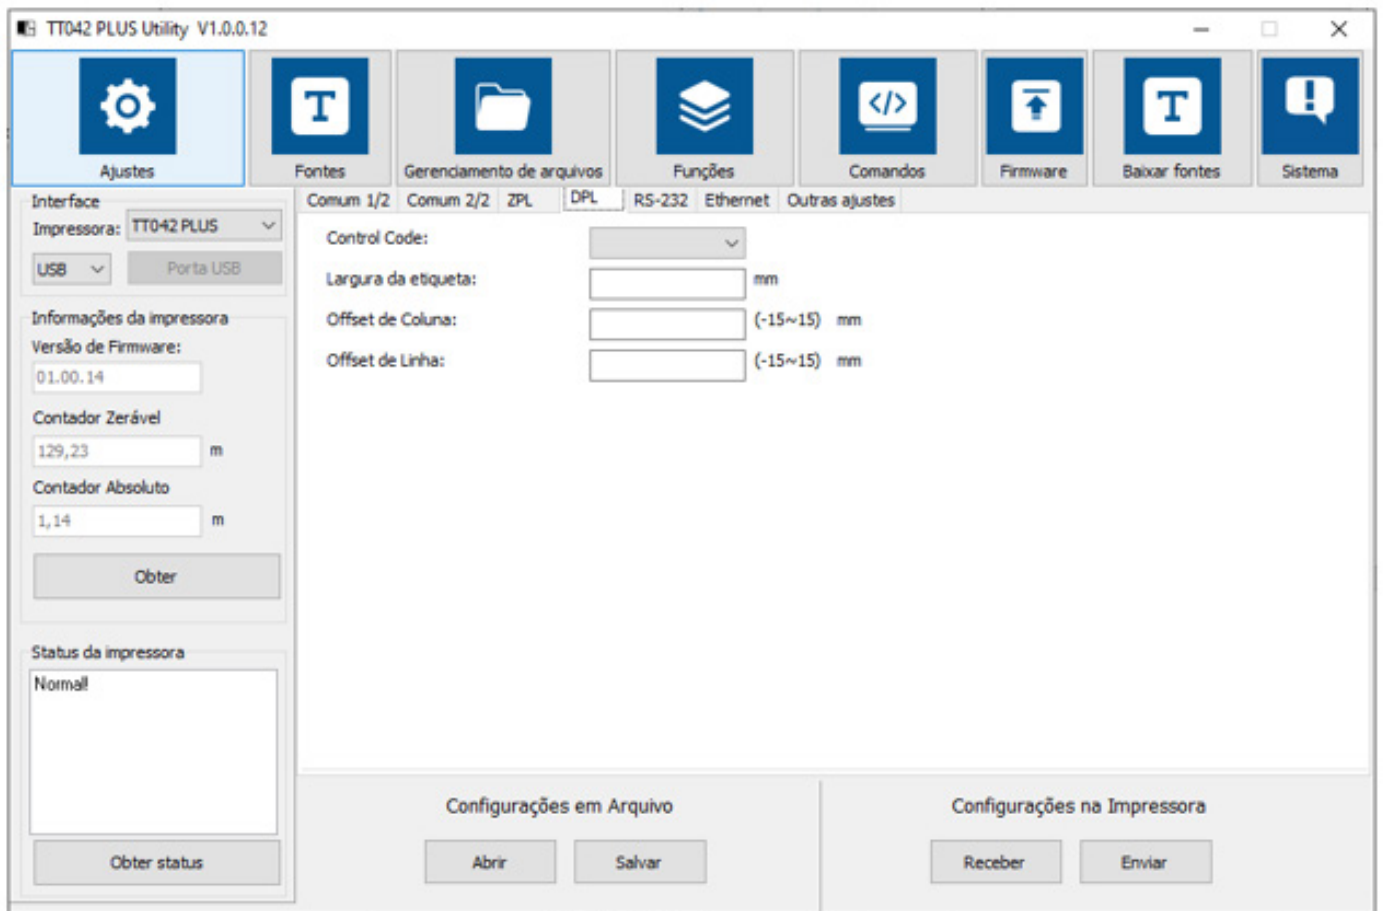 TT042 PLUS Utility V1.0.0.12
Ajustes
Fontes
Gerenciamento de arquivos
Funções
Comandos
Firmware
Baixar fontes
Sistema
Interface
Impressora: TT042 PLUS
USB Porta USB
Informações da impressora
Versão de Firmware:
01.00.14
Contador Zerável
129,23 m
Contador Absoluto
1,14 m
Obter
Status da impressora
Normal!
Obter status
Comum 1/2 Comum 2/2 ZPL DPL RS-232 Ethernet Outras ajustes
Control Code:
Largura da etiqueta: mm
Offset de Coluna: (-15~15) mm
Offset de Linha: (-15~15) mm
Configurações em Arquivo
Abrir Salvar
Configurações na Impressora
Receber Enviar